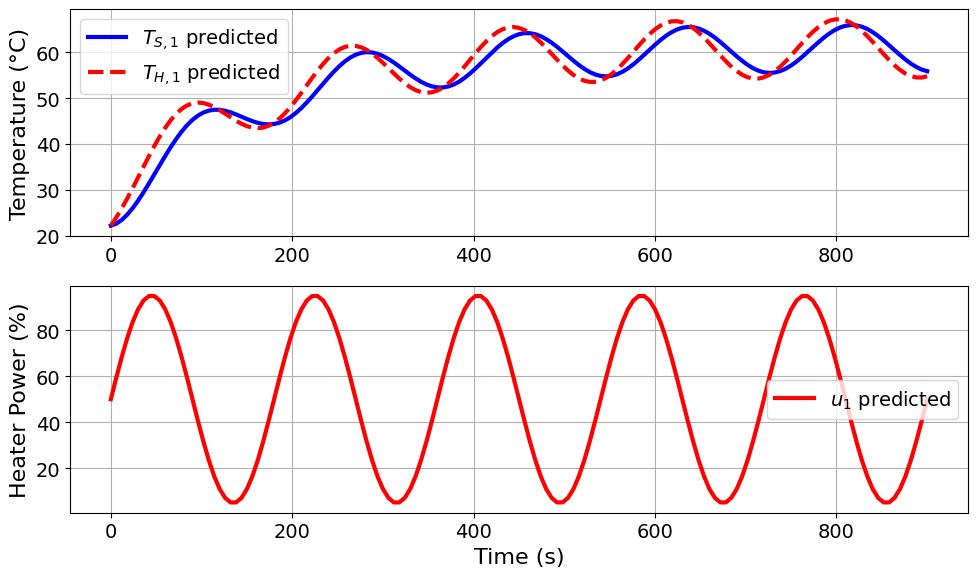 Temperature (°C)
60
50
40
30
20
T_{S,1} predicted
T_{H,1} predicted
0 200 400 600 800
Heater Power (%)
80
60
40
20
u_1 predicted
0 200 400 600 800
Time (s)